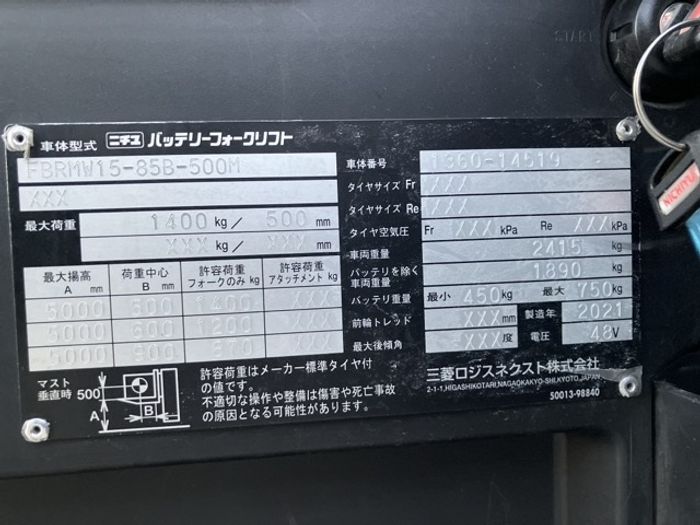 START
車体型式 ニチユ バッテリーフォークリフト
FBRMW15-85B-500M
XXX
最大荷重 1400 kg/ 500 mm
XXX kg/ XXX mm
最大揚高 A mm 荷重中心 B mm 許容荷重 フォークのみ kg 許容荷重 アタッチメント kg
5000 500 1400 XXX
5000 600 1200 XXX
5000 XXX
マスト垂直時 500
A B
許容荷重はメーカー標準タイヤ付
の値です。
不適切な操作や整備は傷害や死亡事故
の原因となる可能性があります。
車体番号 1360-14519
タイヤサイズ Fr XXX
タイヤサイズ Re XXX
タイヤ空気圧 Fr XXX kPa Re XXX kPa
車両重量 2415 kg
バッテリを除く車両重量 1890 kg
バッテリ重量 最小 450 kg 最大 750 kg
前輪トレッド XXX mm 製造年 2021
最大後傾角 XXX 度 電圧 48 V
三菱ロジスネクスト株式会社
2-1-1,HIGASHIKOTARI,NAGAOKAKYO-SHI,KYOTO,JAPAN
50013-98840
NICHIYU